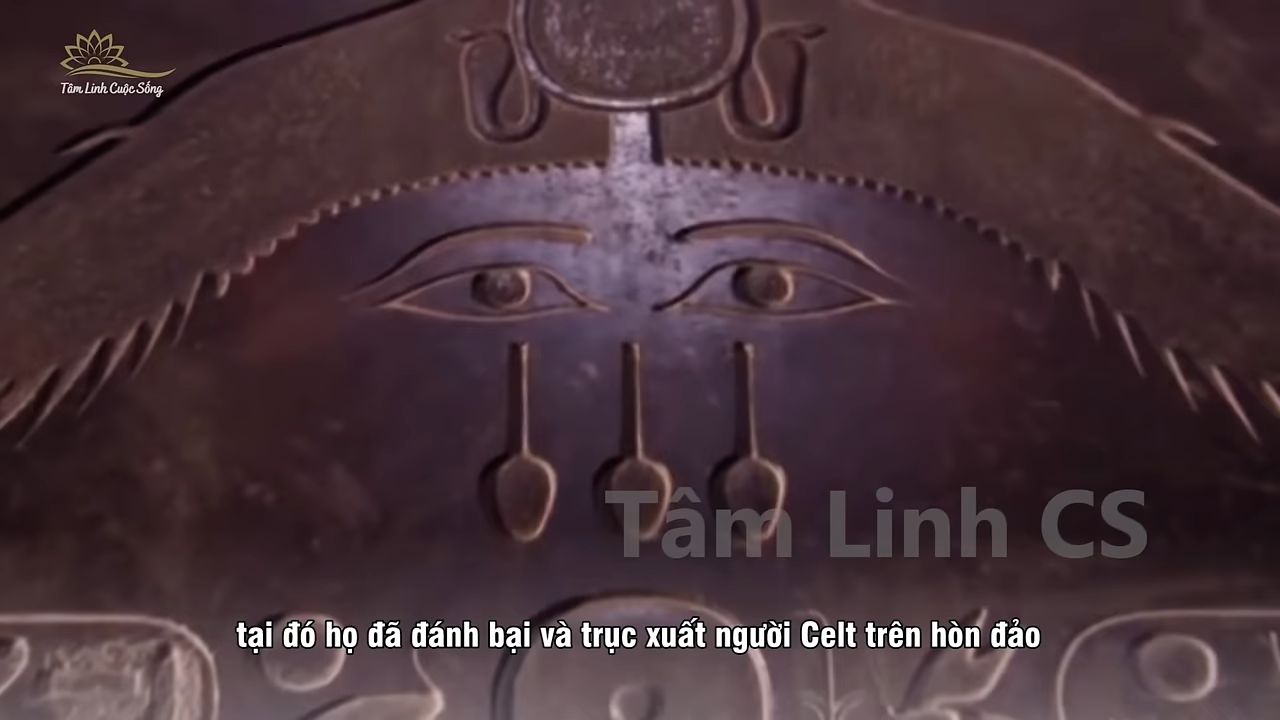 Tâm Linh Cuộc Sống
Tâm Linh CS
tại đó họ đã đánh bại và trục xuất người Celt trên hòn đảo